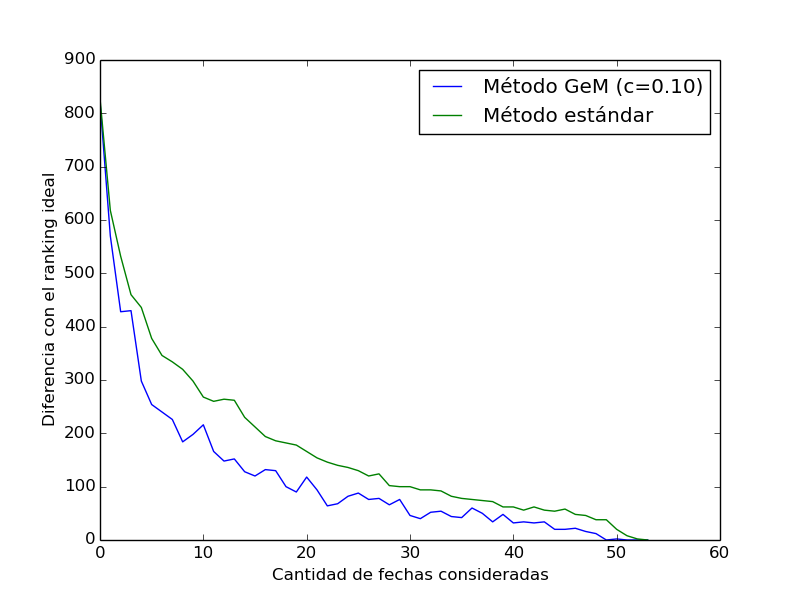 900
800
700
600
500
400
300
200
100
0
Diferencia con el ranking ideal
Método GeM (c=0.10)
Método estándar
0 10 20 30 40 50 60
Cantidad de fechas consideradas